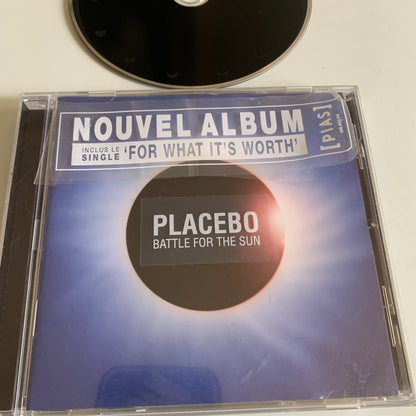 NOUVEL ALBUM
INCLUS LE SINGLE 'FOR WHAT IT'S WORTH'
[PIAS]
PLACEBO
BATTLE FOR THE SUN